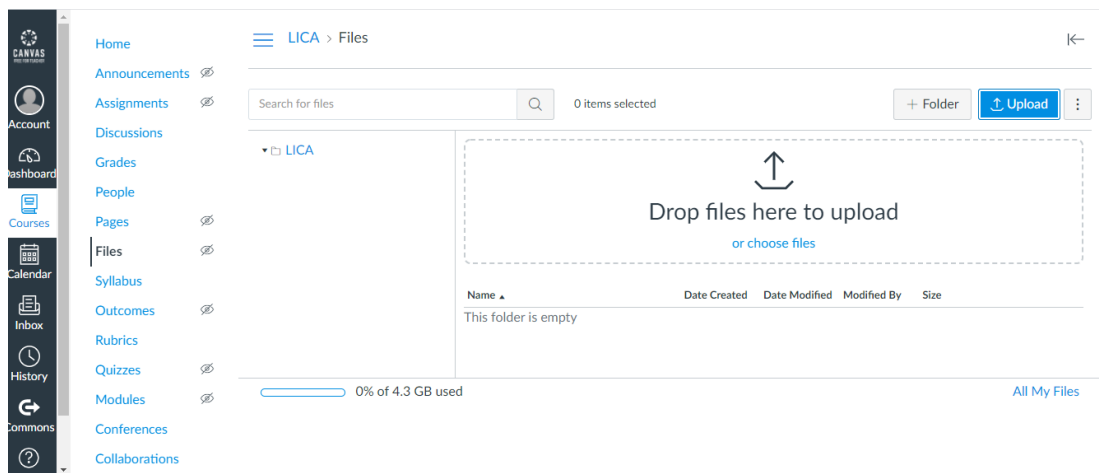 CANVAS
Account
Dashboard
Courses
Calendar
Inbox
History
Commons
Home
Announcements
Assignments
Discussions
Grades
People
Pages
Files
Syllabus
Outcomes
Rubrics
Quizzes
Modules
Conferences
Collaborations
LICA > Files
Search for files
0 items selected
+ Folder
Upload
LICA
Drop files here to upload
or choose files
Name Date Created Date Modified Modified By Size
This folder is empty
0% of 4.3 GB used
All My Files